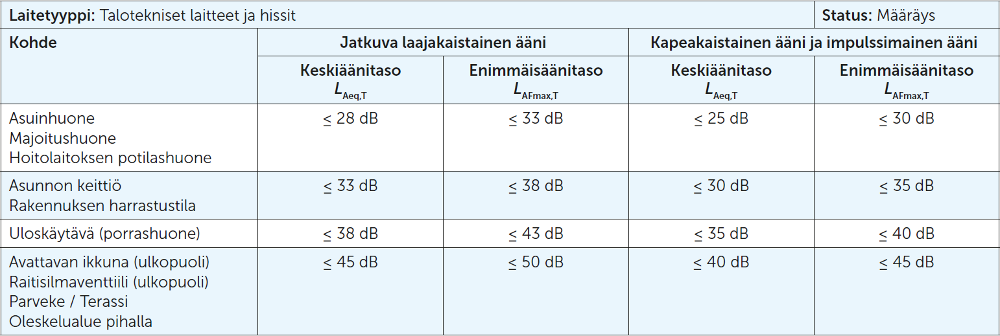 Laitetyyppi: Talotekniset laitteet ja hissit Status: Määräys
Kohde Jatkuva laajakaistainen ääni Kapeakaistainen ääni ja impulssimainen ääni
Keskiäänitaso Enimmäisäänitaso Keskiäänitaso Enimmäisäänitaso
LAeq,T LAFmax,T LAeq,T LAFmax,T
Asuinhuone ≤ 28 dB ≤ 33 dB ≤ 25 dB ≤ 30 dB
Majoitushuone
Hoitolaitoksen potilashuone
Asunnon keittiö ≤ 33 dB ≤ 38 dB ≤ 30 dB ≤ 35 dB
Rakennuksen harrastustila
Uloskäytävä (porrashuone) ≤ 38 dB ≤ 43 dB ≤ 35 dB ≤ 40 dB
Avattavan ikkuna (ulkopuoli) ≤ 45 dB ≤ 50 dB ≤ 40 dB ≤ 45 dB
Raitisilmaventtiili (ulkopuoli)
Parveke / Terassi
Oleskelualue pihalla